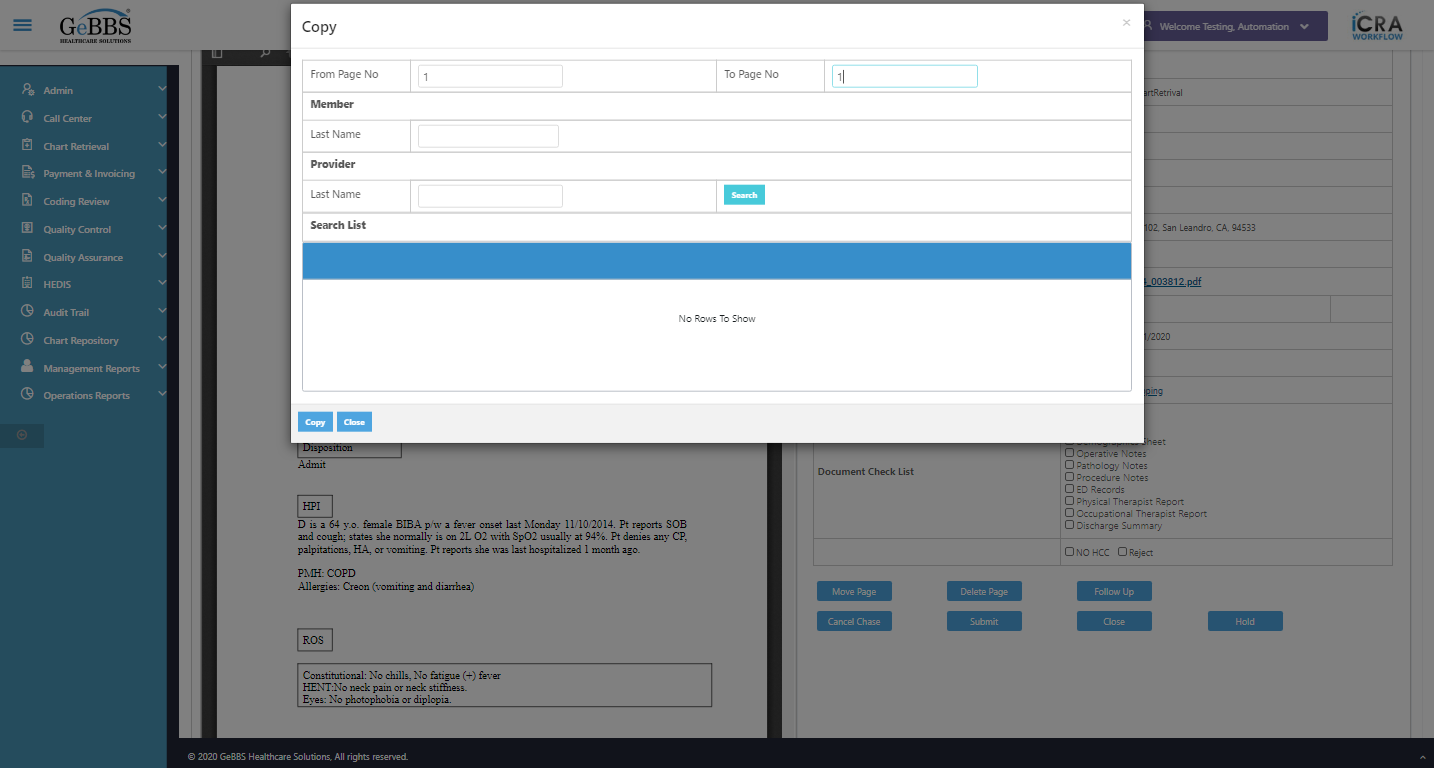 GeBBS
HEALTHCARE SOLUTIONS
Copy
×
Welcome Testing, Automation
iCRA
WORKFLOW
From Page No
1
To Page No
1
Member
Last Name
Provider
Last Name
Search
Search List
No Rows To Show
Copy
Close
Admin
Call Center
Chart Retrieval
Payment & Invoicing
Coding Review
Quality Control
Quality Assurance
HEDIS
Audit Trail
Chart Repository
Management Reports
Operations Reports
Disposition
Admit
HPI
D is a 64 y.o. female BIBA p/w a fever onset last Monday 11/10/2014. Pt reports SOB
and cough; states she normally is on 2L O2 with SpO2 usually at 94%. Pt denies any CP,
palpitations, HA, or vomiting. Pt reports she was last hospitalized 1 month ago.
PMH: COPD
Allergies: Creon (vomiting and diarrhea)
ROS
Constitutional: No chills, No fatigue (+) fever
HENT:No neck pain or neck stiffness.
Eyes: No photophobia or diplopia.
artRetrival
102, San Leandro, CA, 94533
_003812.pdf
1/2020
ping
Document Check List
Demographics Sheet
Operative Notes
Pathology Notes
Procedure Notes
ED Records
Physical Therapist Report
Occupational Therapist Report
Discharge Summary
NO HCC Reject
Move Page Delete Page Follow Up
Cancel Chase Submit Close Hold
© 2020 GeBBS Healthcare Solutions, All rights reserved.